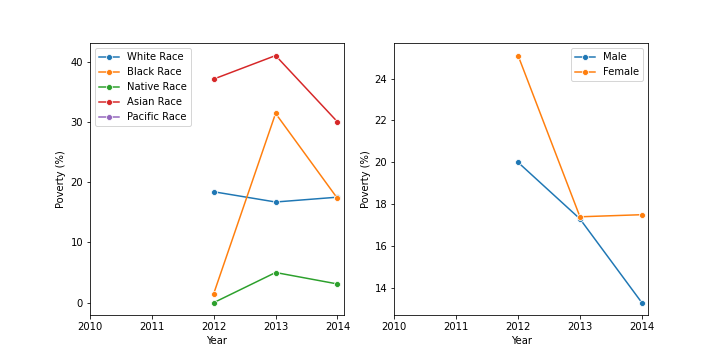 White Race
Black Race
Native Race
Asian Race
Pacific Race
40
30
20
10
0
Poverty (%)
2010 2011 2012 2013 2014
Year
Male
Female
24
22
20
18
16
14
Poverty (%)
2010 2011 2012 2013 2014
Year